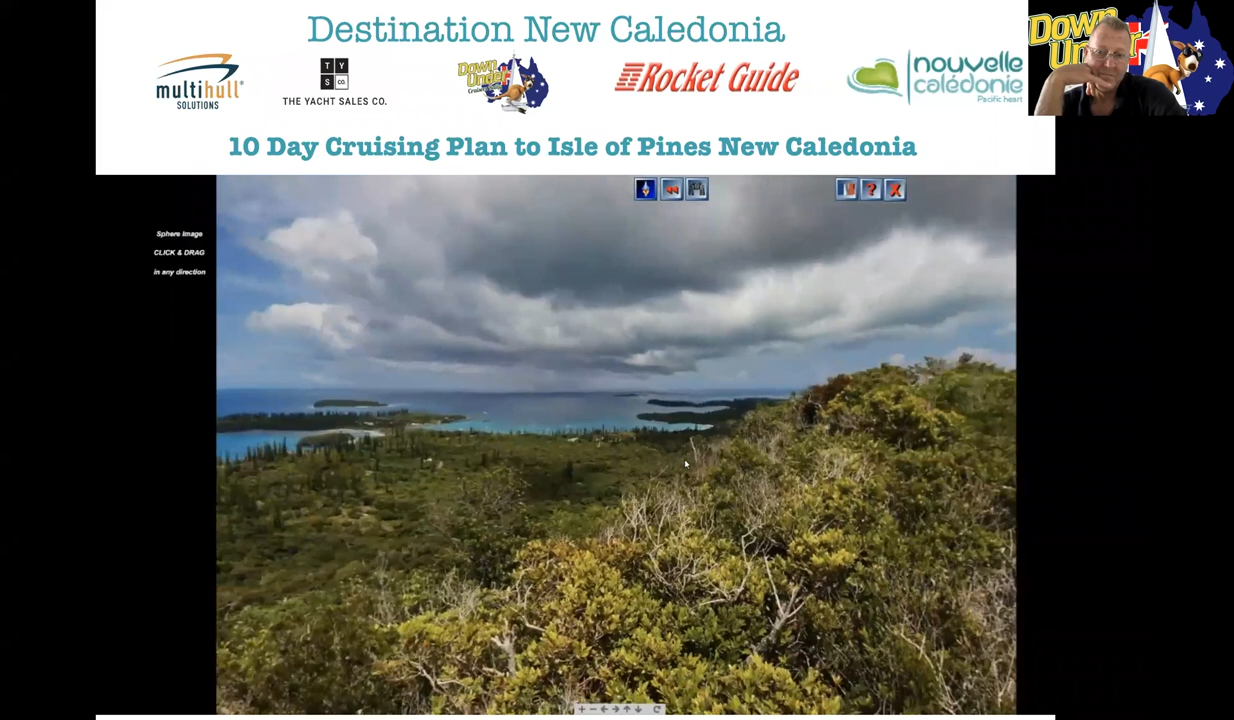 Destination New Caledonia
multihull
SOLUTIONS
T Y
S CO.
THE YACHT SALES CO.
Down
Under
Rocket Guide
nouvelle
calédonie
Pacific heart
Down
Under
10 Day Cruising Plan to Isle of Pines New Caledonia
Sphere Image
CLICK & DRAG
in any direction
? X